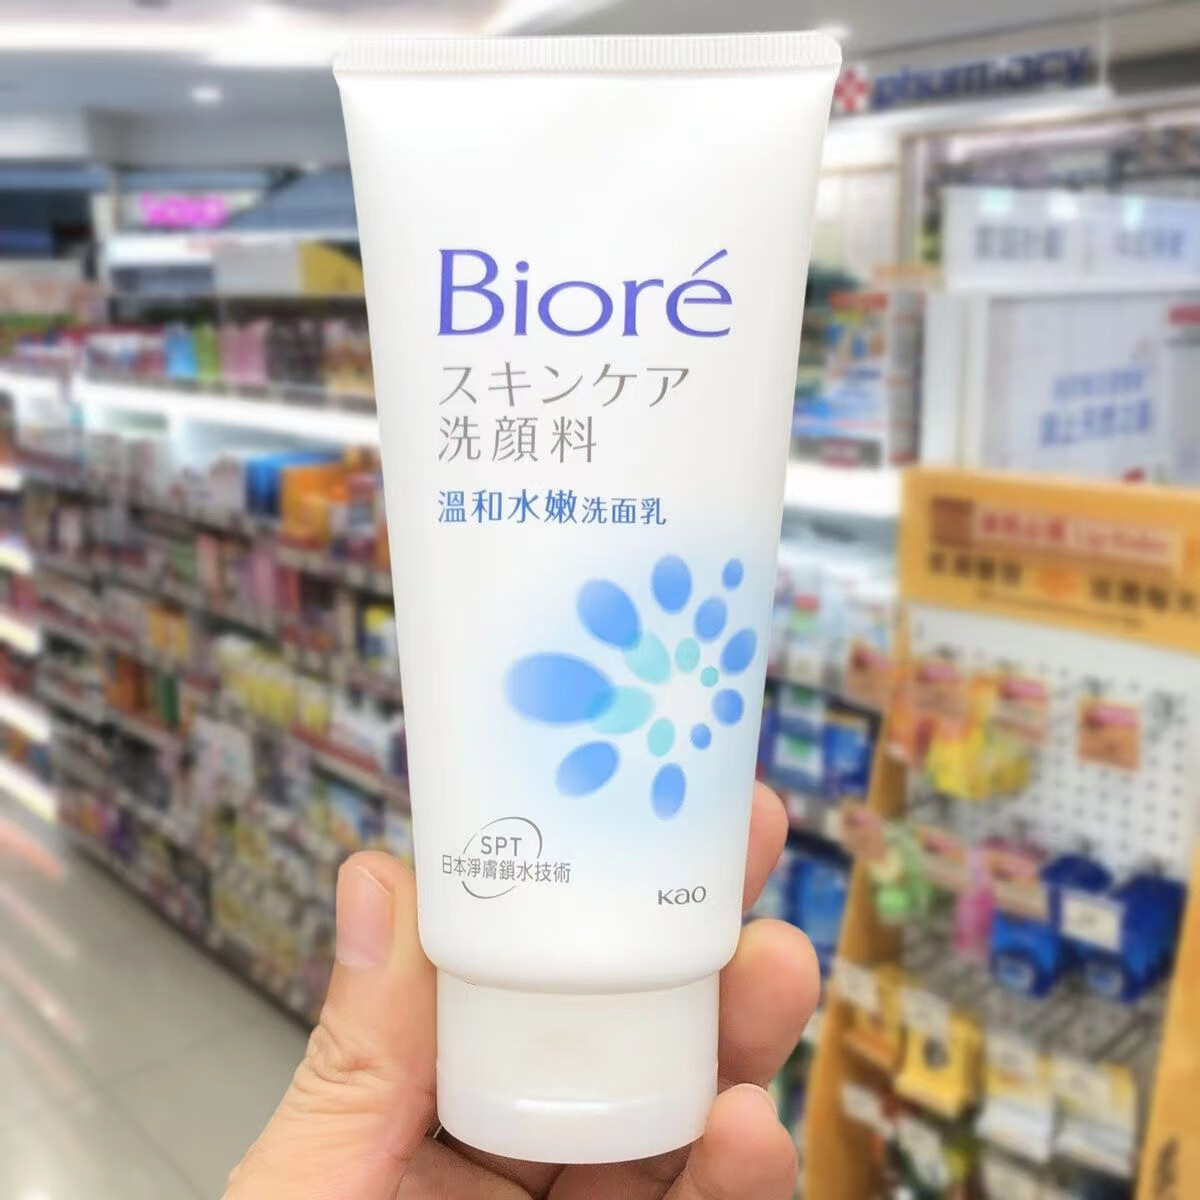 pharmacy
Bioré
スキンケア
洗顔料
溫和水嫩洗面乳
SPT
日本淨膚鎖水技術
Kao